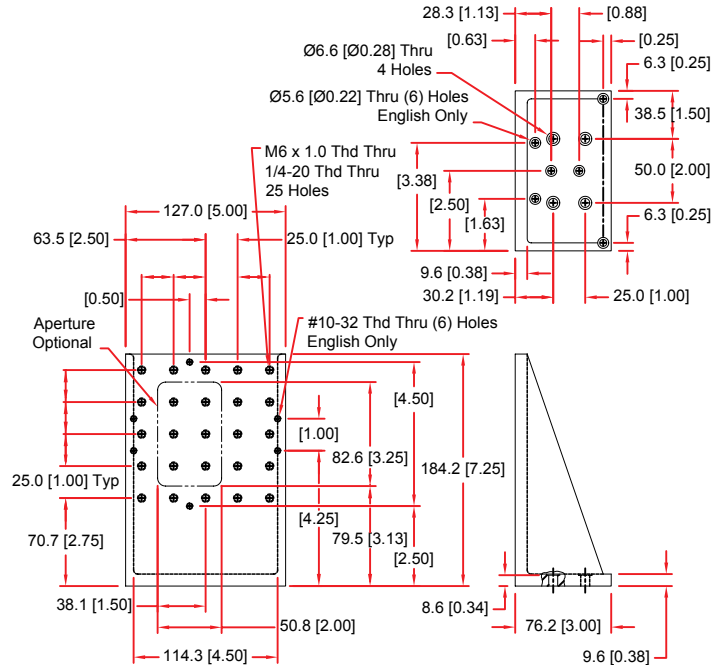 28.3 [1.13]
[0.88]
[0.63]
[0.25]
Ø6.6 [Ø0.28] Thru
4 Holes
6.3 [0.25]
Ø5.6 [Ø0.22] Thru (6) Holes
English Only
38.5 [1.50]
M6 x 1.0 Thd Thru
1/4-20 Thd Thru
25 Holes
[3.38]
50.0 [2.00]
[2.50]
127.0 [5.00]
[1.63]
6.3 [0.25]
63.5 [2.50]
25.0 [1.00] Typ
9.6 [0.38]
30.2 [1.19]
25.0 [1.00]
[0.50]
Aperture
Optional
#10-32 Thd Thru (6) Holes
English Only
[4.50]
[1.00]
82.6 [3.25]
184.2 [7.25]
25.0 [1.00] Typ
[4.25]
70.7 [2.75]
79.5 [3.13]
[2.50]
38.1 [1.50]
50.8 [2.00]
114.3 [4.50]
8.6 [0.34]
76.2 [3.00]
9.6 [0.38]